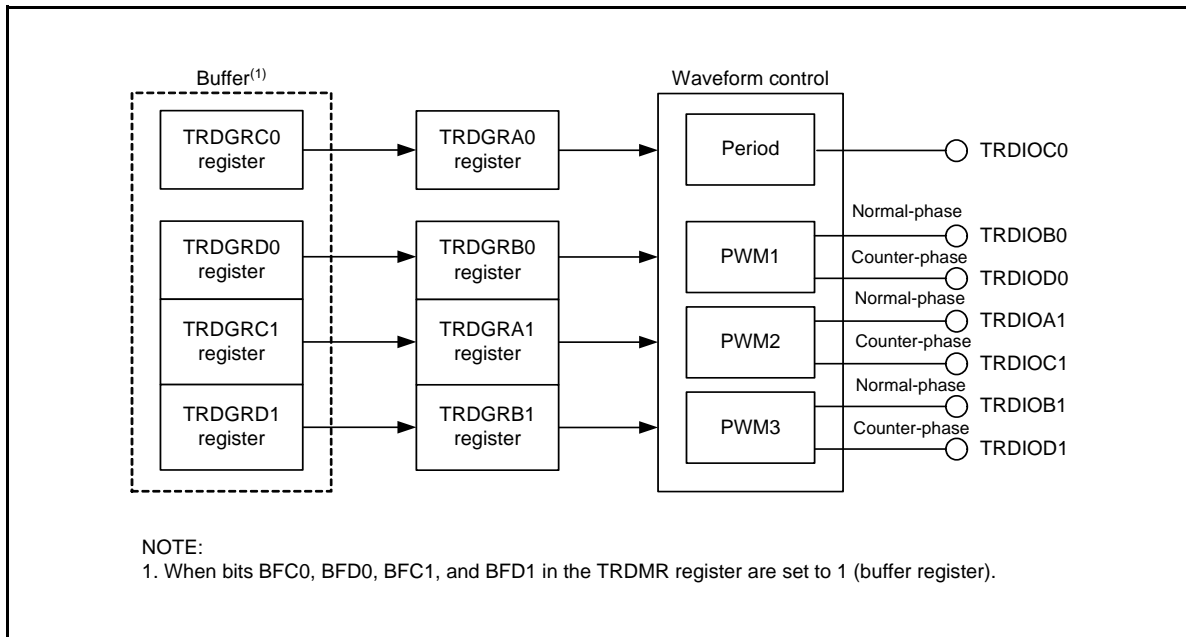 Buffer(1)
Waveform control
TRDGRC0
register
TRDGRA0
register
Period
TRDIOC0
TRDGRD0
register
TRDGRB0
register
PWM1
Normal-phase
TRDIOB0
Counter-phase
TRDIOD0
TRDGRC1
register
TRDGRA1
register
PWM2
Normal-phase
TRDIOA1
Counter-phase
TRDIOC1
TRDGRD1
register
TRDGRB1
register
PWM3
Normal-phase
TRDIOB1
Counter-phase
TRDIOD1
NOTE:
1. When bits BFC0, BFD0, BFC1, and BFD1 in the TRDMR register are set to 1 (buffer register).